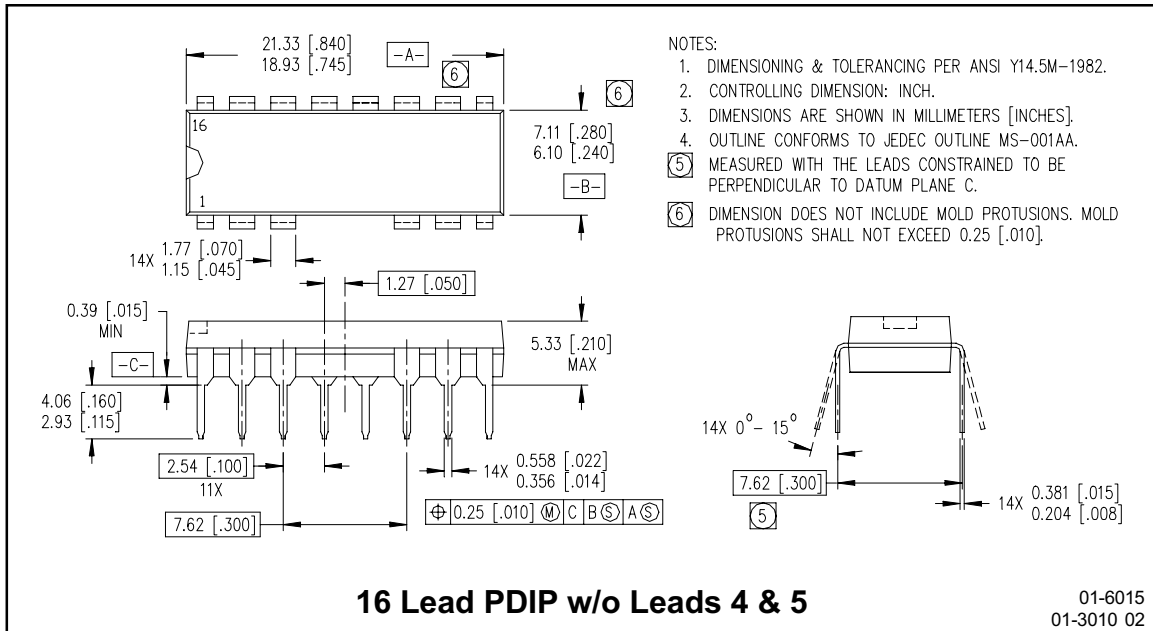 21.33 [.840]
18.93 [.745]
-A-
6
6
16
1
7.11 [.280]
6.10 [.240]
-B-
NOTES:
1. DIMENSIONING & TOLERANCING PER ANSI Y14.5M-1982.
2. CONTROLLING DIMENSION: INCH.
3. DIMENSIONS ARE SHOWN IN MILLIMETERS [INCHES].
4. OUTLINE CONFORMS TO JEDEC OUTLINE MS-001AA.
5 MEASURED WITH THE LEADS CONSTRAINED TO BE
PERPENDICULAR TO DATUM PLANE C.
6 DIMENSION DOES NOT INCLUDE MOLD PROTUSIONS. MOLD
PROTUSIONS SHALL NOT EXCEED 0.25 [.010].
14X 1.77 [.070]
1.15 [.045]
1.27 [.050]
0.39 [.015]
MIN
-C-
5.33 [.210]
MAX
4.06 [.160]
2.93 [.115]
2.54 [.100]
11X
14X 0.558 [.022]
0.356 [.014]
⌖ 0.25 [.010] Ⓜ C B Ⓢ A Ⓢ
7.62 [.300]
14X 0°- 15°
7.62 [.300]
5
14X 0.381 [.015]
0.204 [.008]
16 Lead PDIP w/o Leads 4 & 5
01-6015
01-3010 02